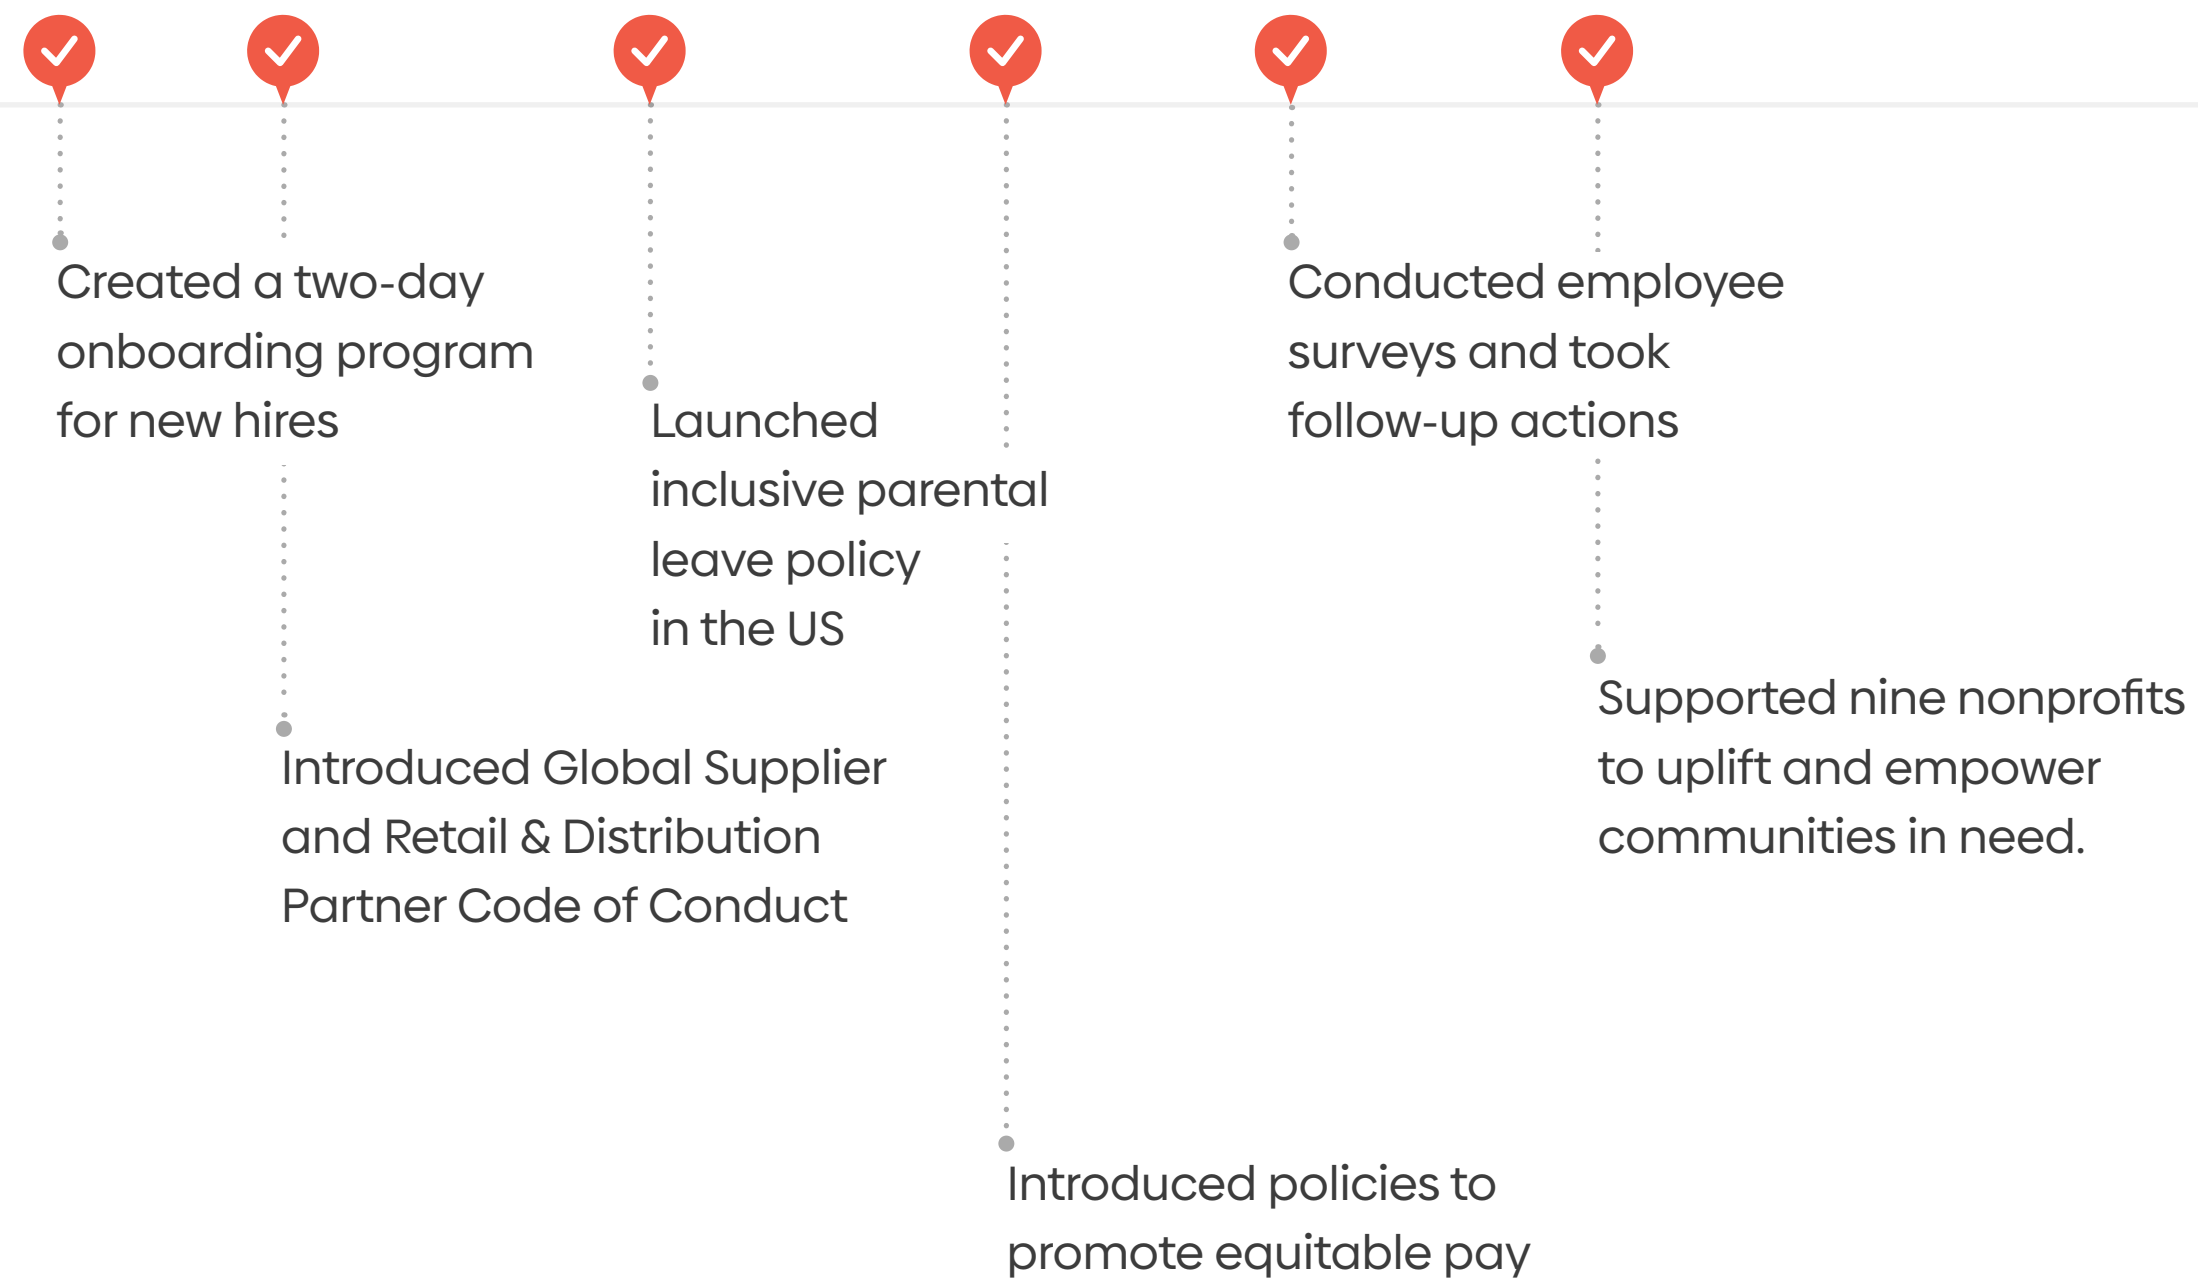 Created a two-day
onboarding program
for new hires
Introduced Global Supplier
and Retail & Distribution
Partner Code of Conduct
Launched
inclusive parental
leave policy
in the US
Introduced policies to
promote equitable pay
Conducted employee
surveys and took
follow-up actions
Supported nine nonprofits
to uplift and empower
communities in need.